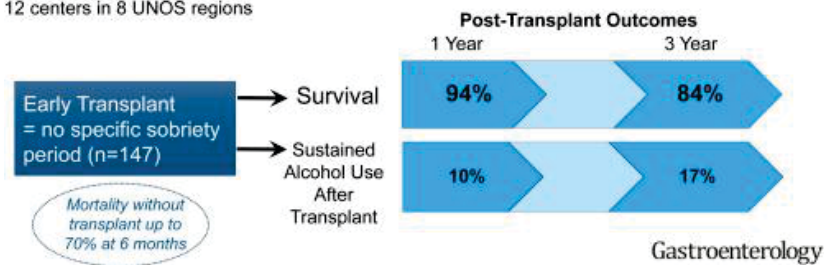 12 centers in 8 UNOS regions
Post-Transplant Outcomes
1 Year
3 Year
Early Transplant
= no specific sobriety
period (n=147)
Survival
94%
84%
Sustained
Alcohol Use
After
Transplant
10%
17%
Mortality without
transplant up to
70% at 6 months
Gastroenterology